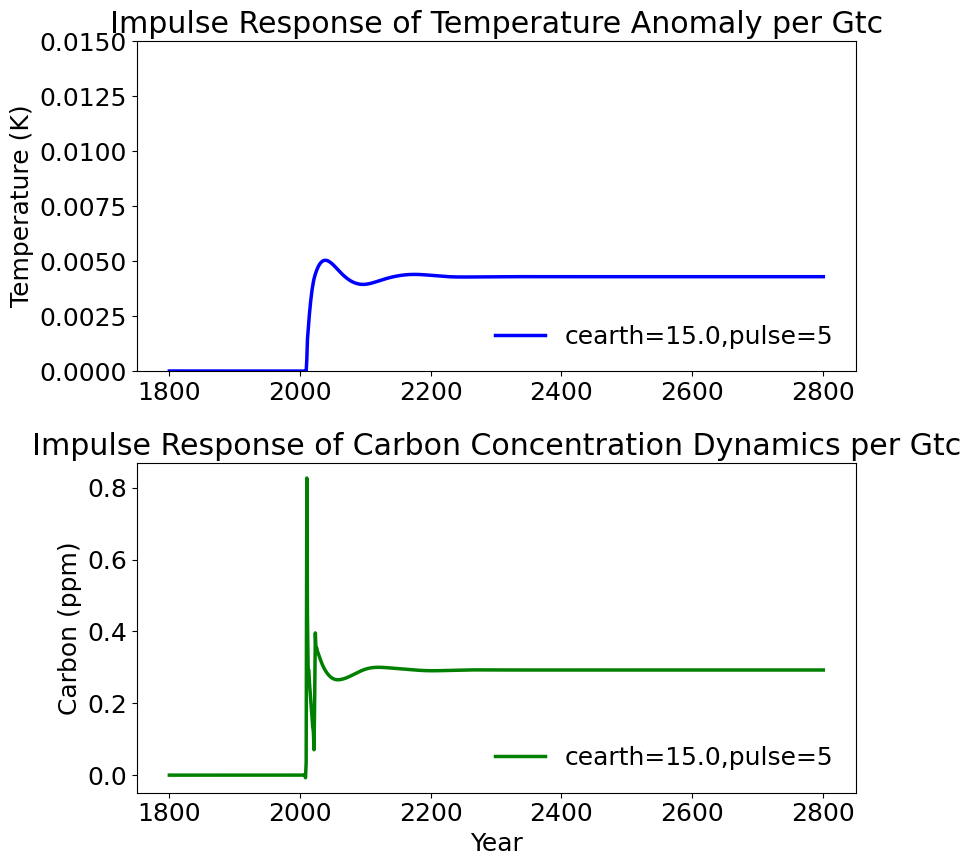 Impulse Response of Temperature Anomaly per Gtc
0.0150
0.0125
0.0100
0.0075
0.0050
0.0025
0.0000
Temperature (K)
cearth=15.0,pulse=5
1800 2000 2200 2400 2600 2800
Impulse Response of Carbon Concentration Dynamics per Gtc
0.8
0.6
0.4
0.2
0.0
Carbon (ppm)
cearth=15.0,pulse=5
1800 2000 2200 2400 2600 2800
Year